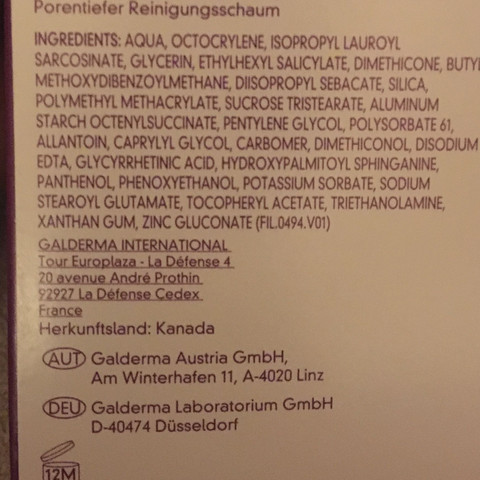 Porentiefer Reinigungsschaum
INGREDIENTS: AQUA, OCTOCRYLENE, ISOPROPYL LAUROYL
SARCOSINATE, GLYCERIN, ETHYLHEXYL SALICYLATE, DIMETHICONE, BUTYL
METHOXYDIBENZOYLMETHANE, DIISOPROPYL SEBACATE, SILICA,
POLYMETHYL METHACRYLATE, SUCROSE TRISTEARATE, ALUMINUM
STARCH OCTENYLSUCCINATE, PENTYLENE GLYCOL, POLYSORBATE 61,
ALLANTOIN, CAPRYLYL GLYCOL, CARBOMER, DIMETHICONOL, DISODIUM
EDTA, GLYCYRRHETINIC ACID, HYDROXYPALMITOYL SPHINGANINE,
PANTHENOL, PHENOXYETHANOL, POTASSIUM SORBATE, SODIUM
STEAROYL GLUTAMATE, TOCOPHERYL ACETATE, TRIETHANOLAMINE,
XANTHAN GUM, ZINC GLUCONATE (FIL.0494.V01)
GALDERMA INTERNATIONAL
Tour Europlaza - La Défense 4
20 avenue André Prothin
92927 La Défense Cedex
France
Herkunftsland: Kanada
AUT Galderma Austria GmbH,
Am Winterhafen 11, A-4020 Linz
DEU Galderma Laboratorium GmbH
D-40474 Düsseldorf
12M